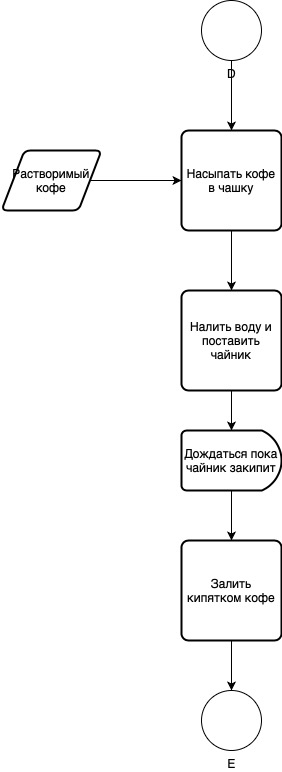 D
Растворимый
кофе
Насыпать кофе
в чашку
Налить воду и
поставить
чайник
Дождаться пока
чайник закипит
Залить
кипятком кофе
E